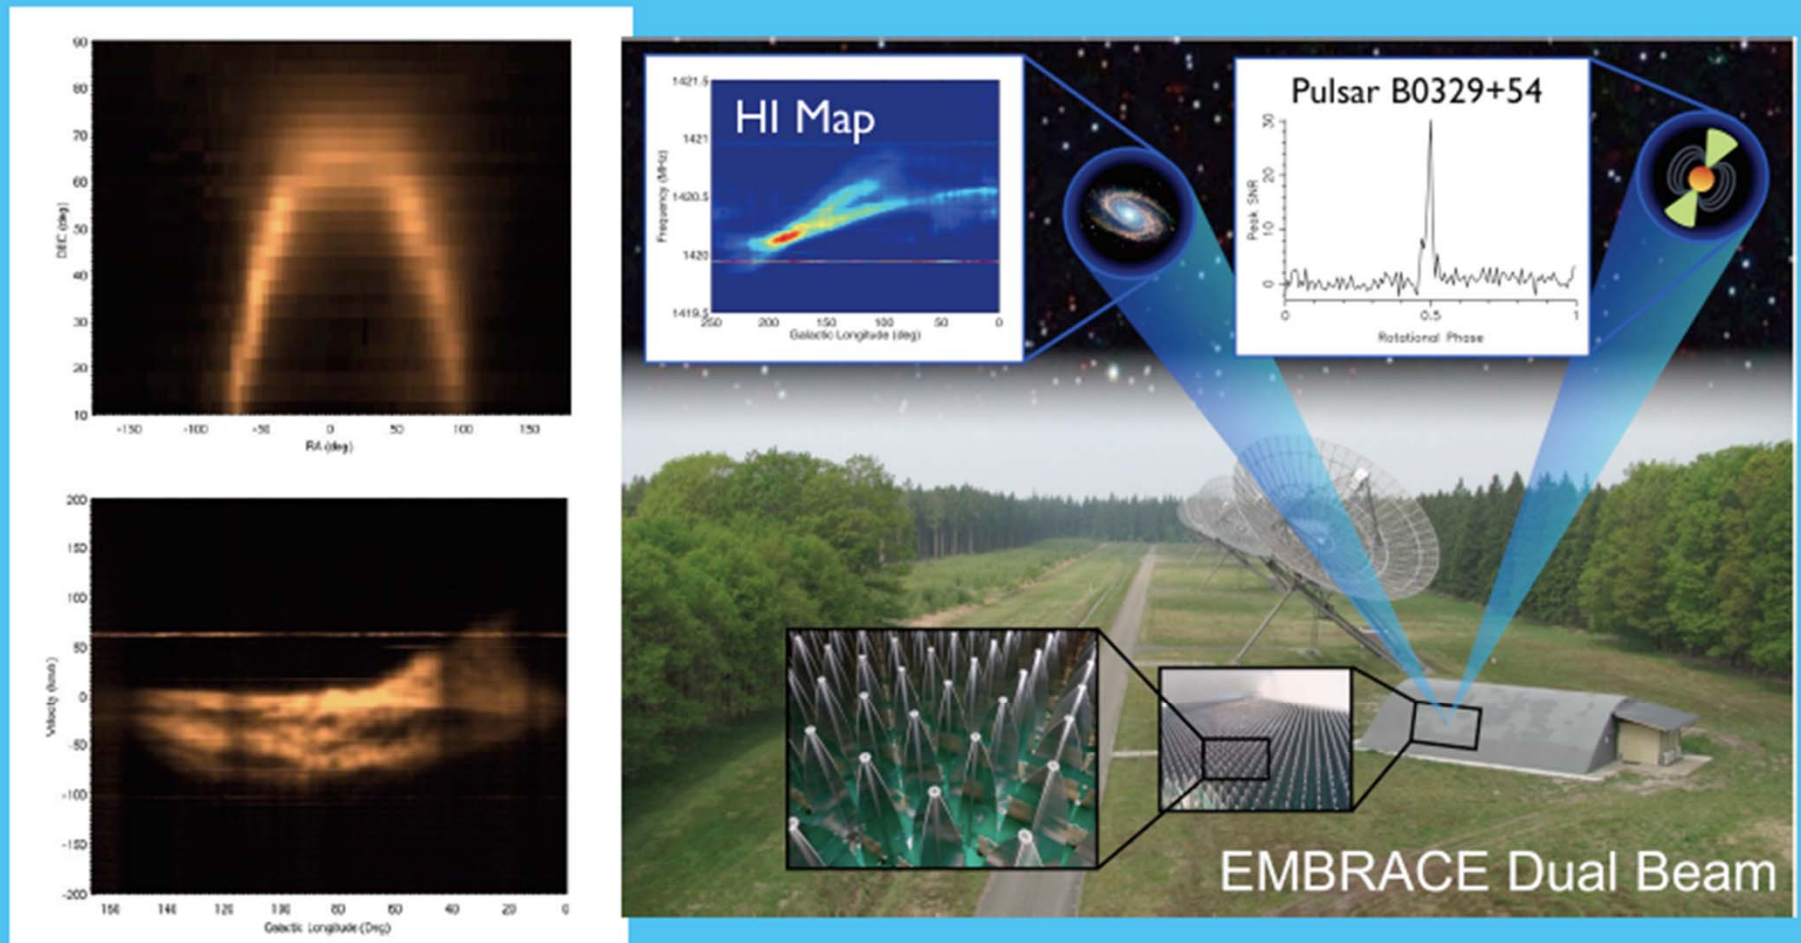 90
80
70
60
50
40
30
20
10
DEC (deg)
-150 -100 -50 0 50 100 150
RA (deg)
200
150
100
50
0
-50
-100
-150
-200
Velocity (km/s)
160 140 120 100 80 60 40 20 0
Galactic Longitude (Deg)
HI Map
1421.5
1421
1420.5
1420
1419.5
Frequency (MHz)
250 200 150 100 50 0
Galactic Longitude (deg)
Pulsar B0329+54
30
20
10
0
Peak SNR
0 0.5 1
Rotational Phase
EMBRACE Dual Beam